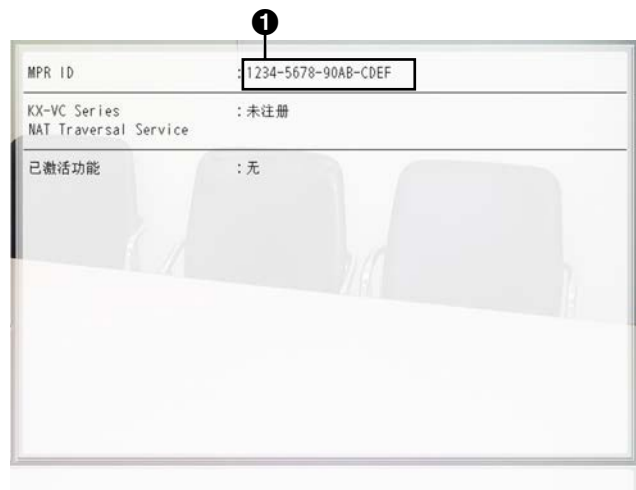 ❶
MPR ID : 1234-5678-90AB-CDEF
KX-VC Series : 未注册
NAT Traversal Service
已激活功能 : 无